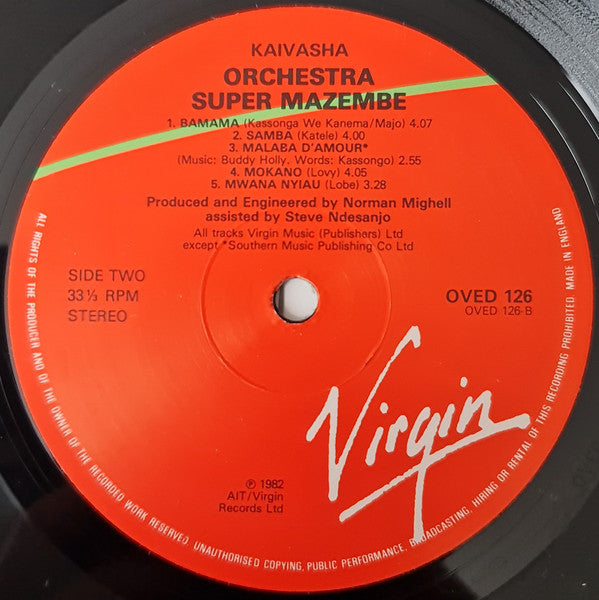 KAIVASHA
ORCHESTRA
SUPER MAZEMBE
1. BAMAMA (Kassonga We Kanema/Majo) 4.07
2. SAMBA (Katele) 4.00
3. MALABA D'AMOUR*
(Music: Buddy Holly. Words: Kassongo) 2.55
4. MOKANO (Lovy) 4.05
5. MWANA NYIAU (Lobe) 3.28
Produced and Engineered by Norman Mighell
assisted by Steve Ndesanjo
All tracks Virgin Music (Publishers) Ltd
except *Southern Music Publishing Co Ltd
SIDE TWO
33⅓ RPM
STEREO
OVED 126
OVED 126-B
Virgin
℗ 1982
AIT/Virgin
Records Ltd
ALL RIGHTS OF THE PRODUCER AND OF THE OWNER OF THE RECORDED WORK RESERVED. UNAUTHORISED COPYING, PUBLIC PERFORMANCE, BROADCASTING, HIRING OR RENTAL OF THIS RECORDING PROHIBITED. MADE IN ENGLAND